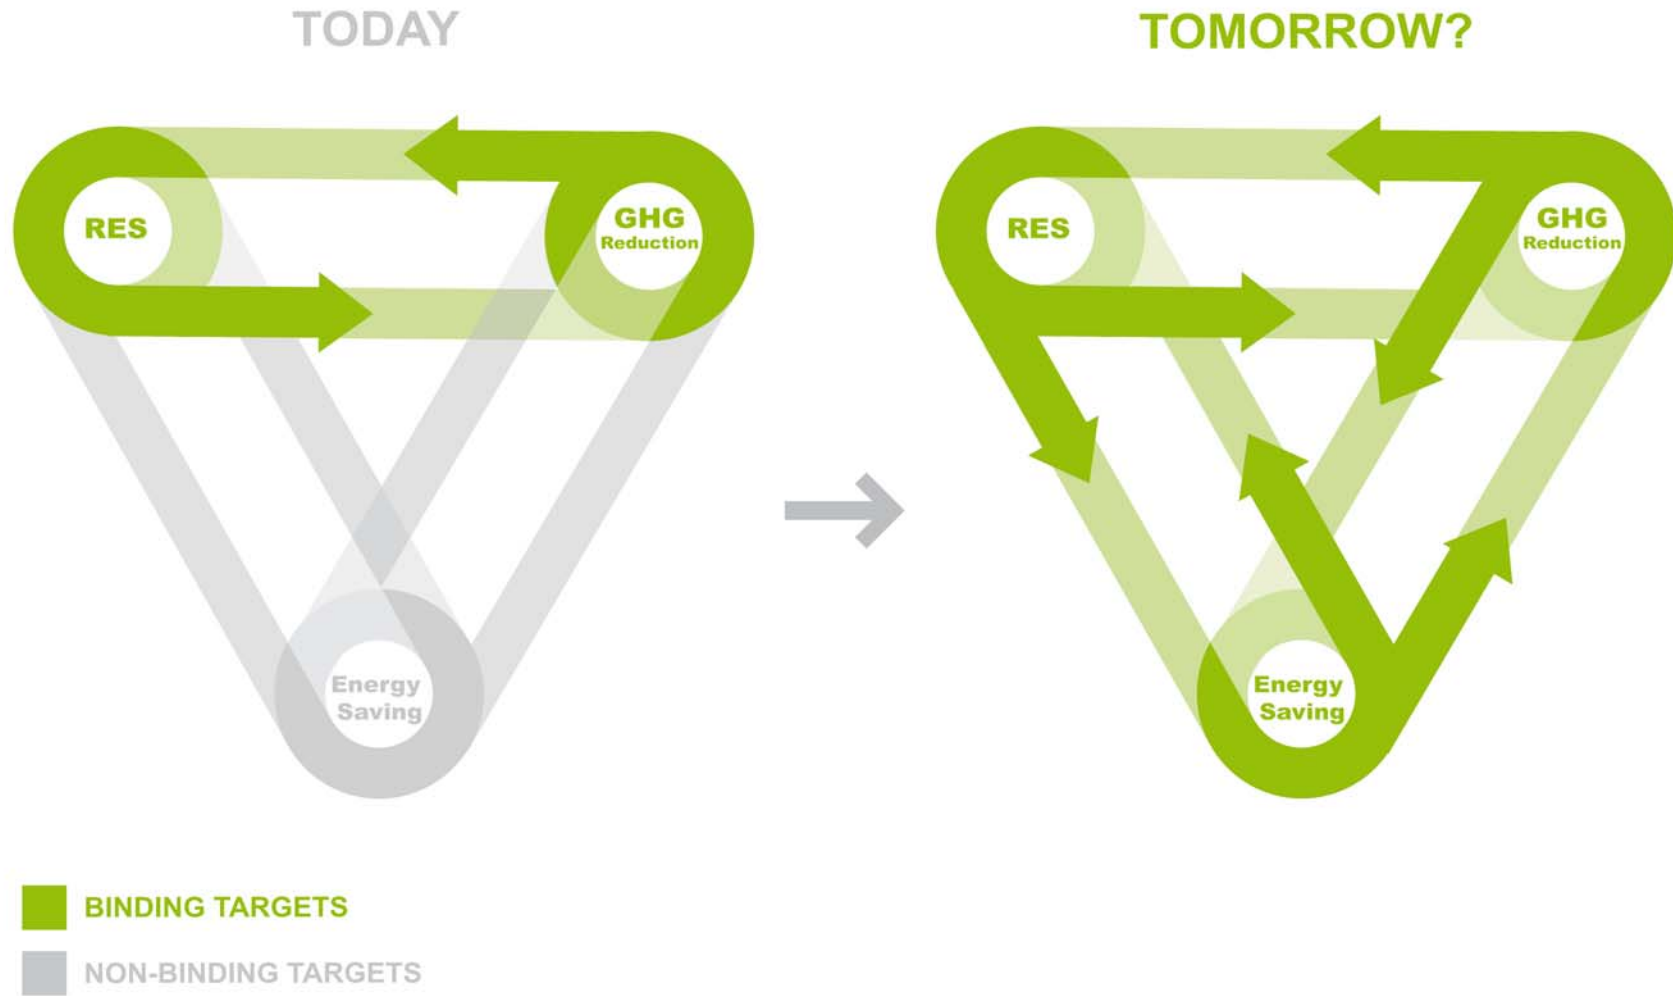 TODAY
TOMORROW?
RES
GHG
Reduction
RES
GHG
Reduction
Energy
Saving
Energy
Saving
BINDING TARGETS
NON-BINDING TARGETS